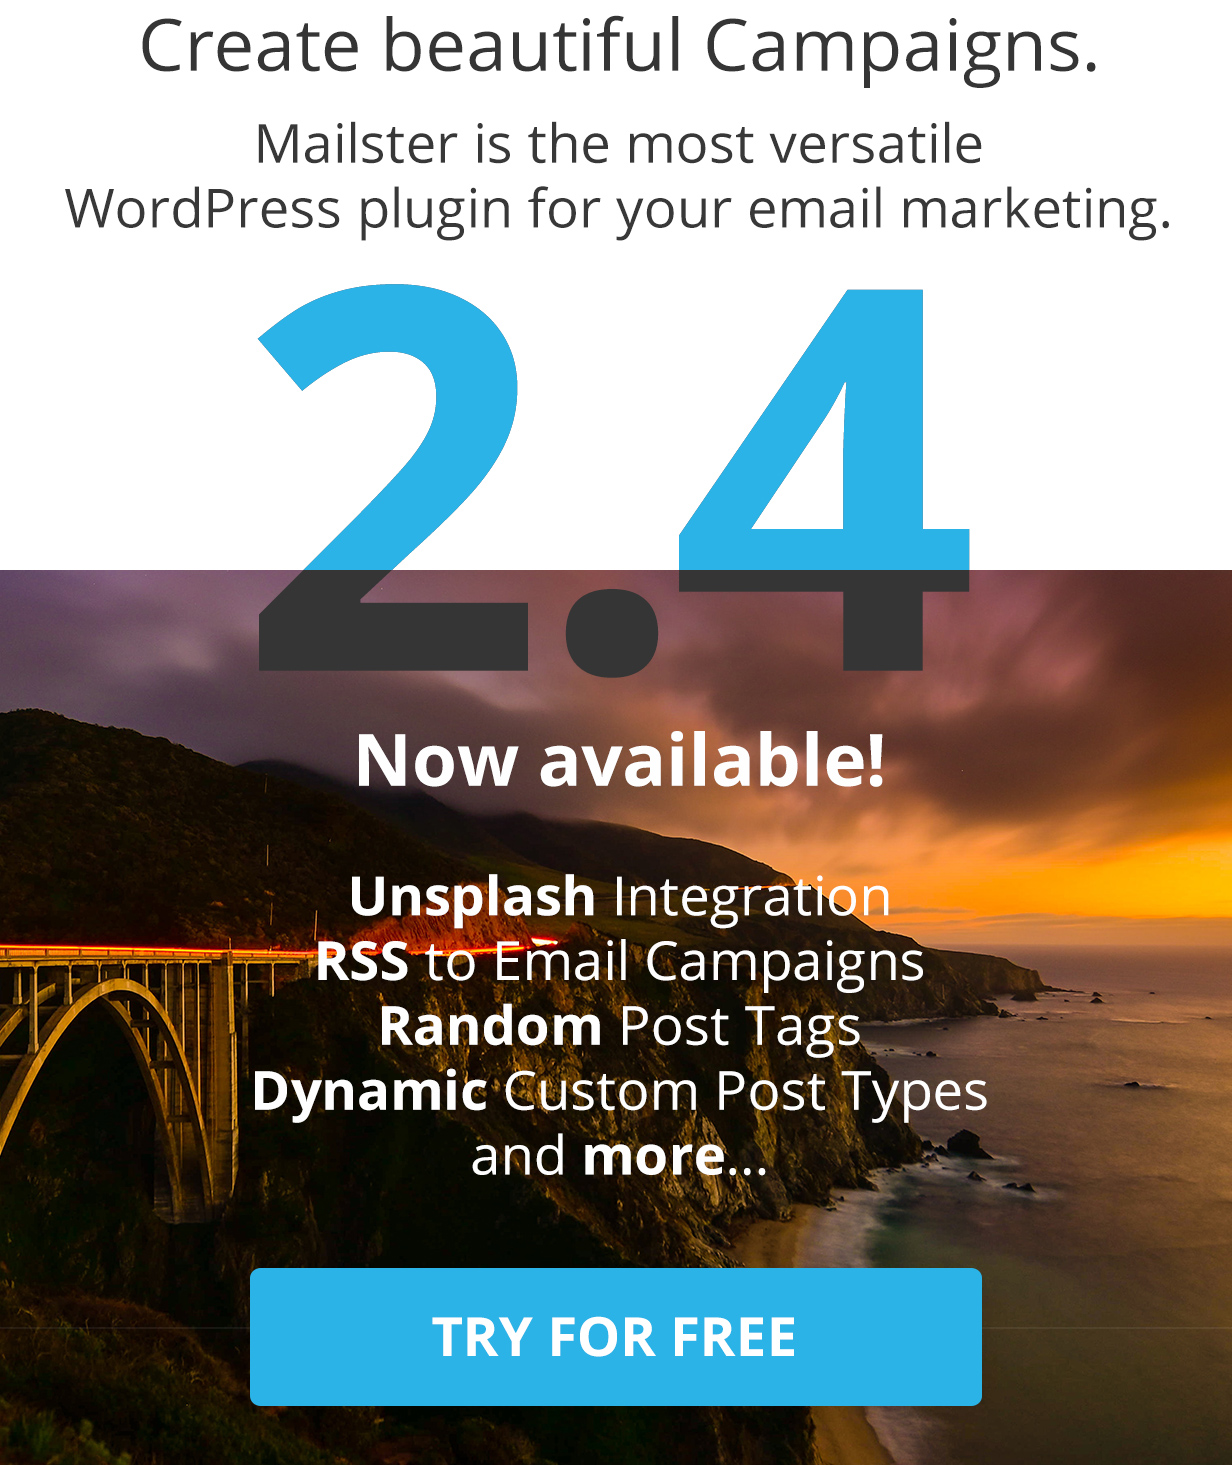 Create beautiful Campaigns.
Mailster is the most versatile
WordPress plugin for your email marketing.
2.4
Now available!
Unsplash Integration
RSS to Email Campaigns
Random Post Tags
Dynamic Custom Post Types
and more...
TRY FOR FREE